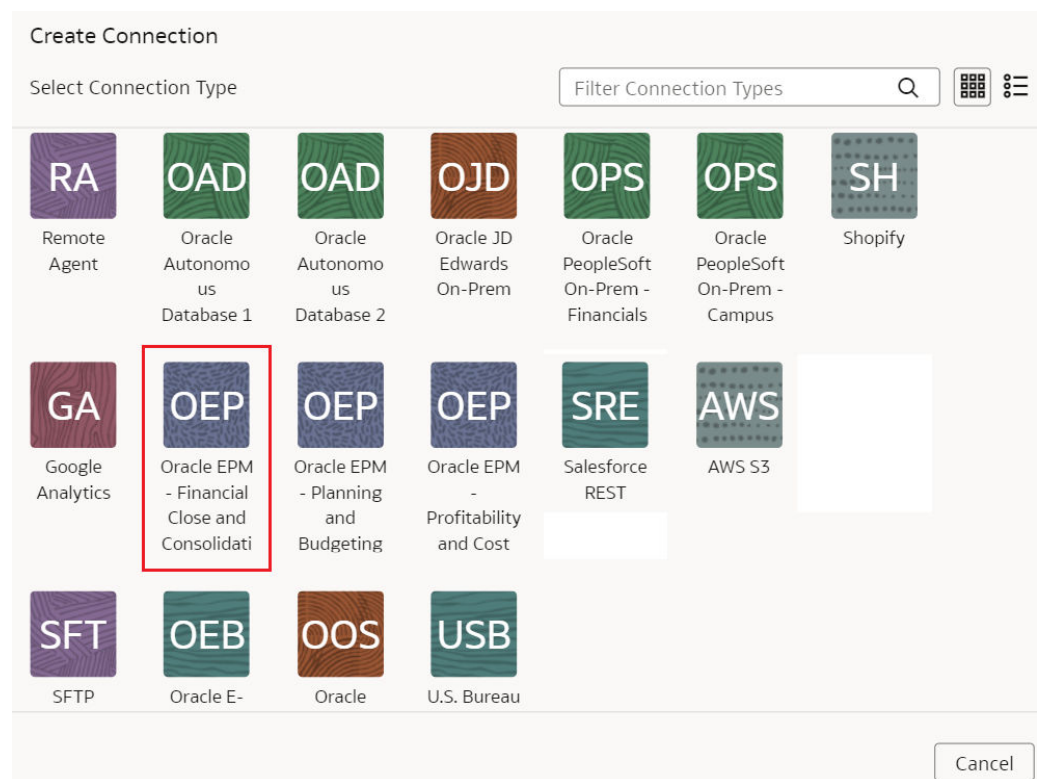 Create Connection
Select Connection Type
Filter Connection Types
RA
OAD
OAD
OJD
OPS
OPS
SH
Remote
Agent
Oracle
Autonomo
us
Database 1
Oracle
Autonomo
us
Database 2
Oracle JD
Edwards
On-Prem
Oracle
PeopleSoft
On-Prem -
Financials
Oracle
PeopleSoft
On-Prem -
Campus
Shopify
GA
OEP
OEP
OEP
SRE
AWS
Google
Analytics
Oracle EPM
- Financial
Close and
Consolidati
Oracle EPM
- Planning
and
Budgeting
Oracle EPM
-
Profitability
and Cost
Salesforce
REST
AWS S3
SFT
OEB
OOS
USB
SFTP
Oracle E-
Oracle
U.S. Bureau
Cancel